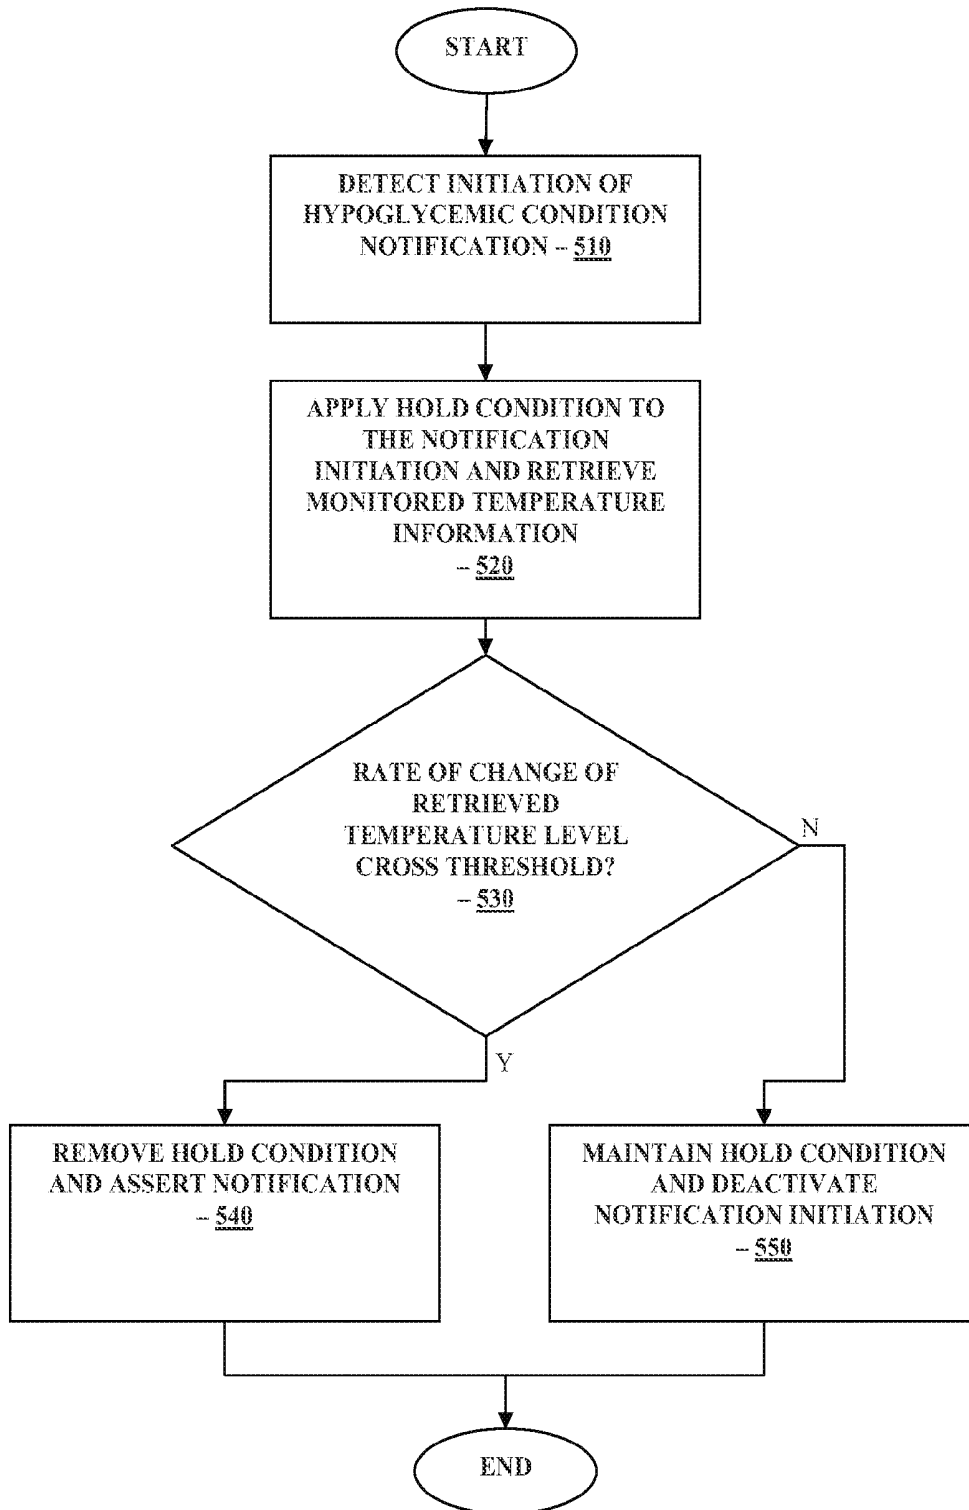 START
DETECT INITIATION OF
HYPOGLYCEMIC CONDITION
NOTIFICATION – 510
APPLY HOLD CONDITION TO
THE NOTIFICATION
INITIATION AND RETRIEVE
MONITORED TEMPERATURE
INFORMATION
– 520
RATE OF CHANGE OF
RETRIEVED
TEMPERATURE LEVEL
CROSS THRESHOLD?
– 530
N
Y
REMOVE HOLD CONDITION
AND ASSERT NOTIFICATION
– 540
MAINTAIN HOLD CONDITION
AND DEACTIVATE
NOTIFICATION INITIATION
– 550
END